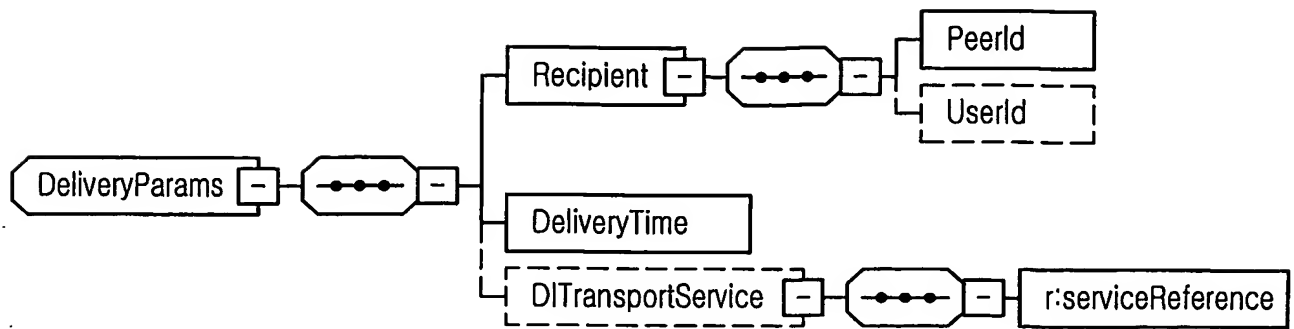 PeerId
Recipient
UserId
DeliveryParams
DeliveryTime
DITransportService
r:serviceReference